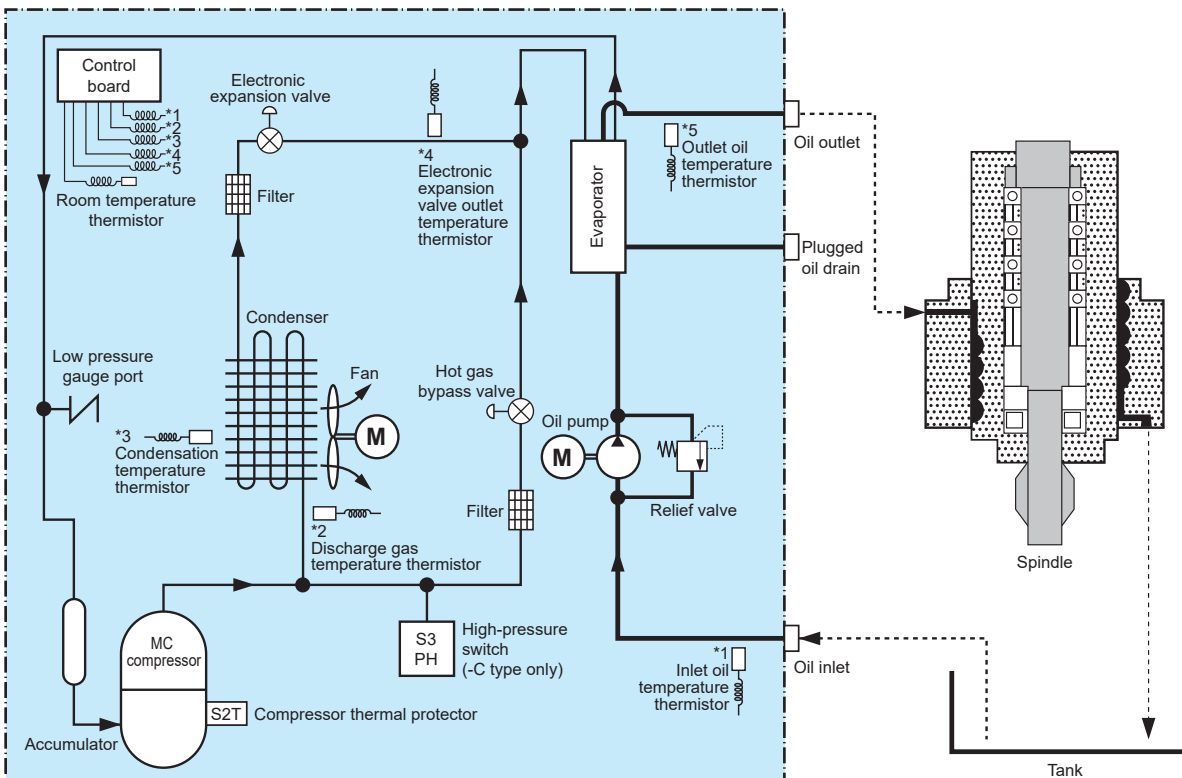 Control
board
*1
*2
*3
*4
*5
Room temperature
thermistor
Electronic
expansion valve
Filter
*4
Electronic
expansion
valve outlet
temperature
thermistor
Evaporator
*5
Outlet oil
temperature
thermistor
Oil outlet
Plugged
oil drain
Low pressure
gauge port
Condenser
Fan
M
*3
Condensation
temperature
thermistor
Hot gas
bypass valve
Oil pump
M
Relief valve
Filter
*2
Discharge gas
temperature thermistor
Spindle
MC
compressor
S2T
Compressor thermal protector
Accumulator
S3
PH
High-pressure
switch
(-C type only)
*1
Inlet oil
temperature
thermistor
Oil inlet
Tank